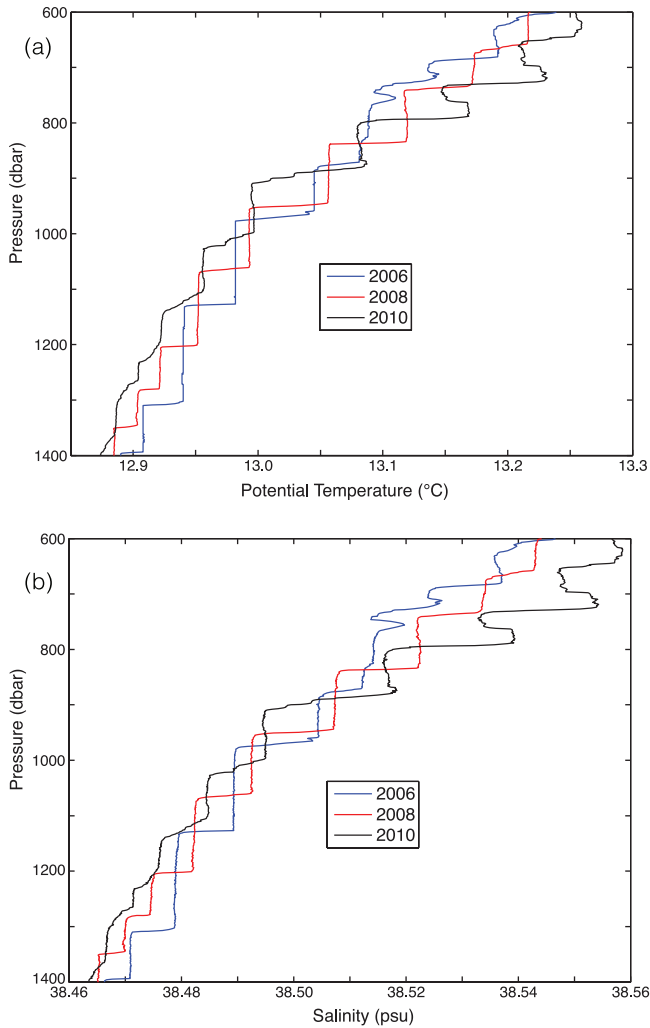 (a)
600
800
1000
1200
1400
Pressure (dbar)
2006
2008
2010
12.9 13.0 13.1 13.2 13.3
Potential Temperature (°C)
(b)
600
800
1000
1200
1400
Pressure (dbar)
2006
2008
2010
38.46 38.48 38.50 38.52 38.54 38.56
Salinity (psu)